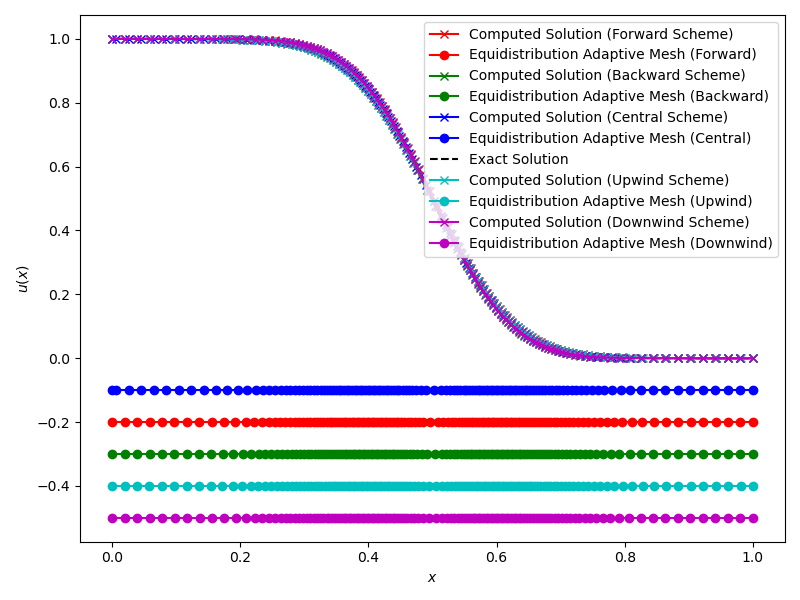 1.0
0.8
0.6
0.4
0.2
0.0
−0.2
−0.4
u(x)
Computed Solution (Forward Scheme)
Equidistribution Adaptive Mesh (Forward)
Computed Solution (Backward Scheme)
Equidistribution Adaptive Mesh (Backward)
Computed Solution (Central Scheme)
Equidistribution Adaptive Mesh (Central)
Exact Solution
Computed Solution (Upwind Scheme)
Equidistribution Adaptive Mesh (Upwind)
Computed Solution (Downwind Scheme)
Equidistribution Adaptive Mesh (Downwind)
0.0 0.2 0.4 0.6 0.8 1.0
x